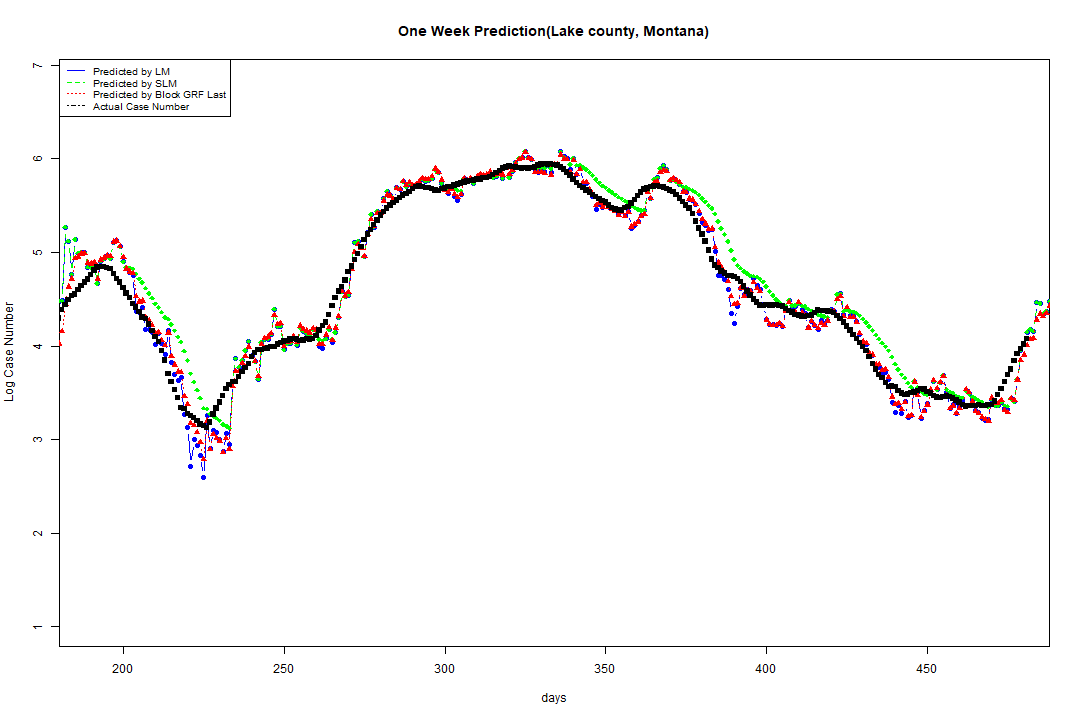 One Week Prediction(Lake county, Montana)
Predicted by LM
Predicted by SLM
Predicted by Block GRF Last
Actual Case Number
7
6
5
4
3
2
1
Log Case Number
200 250 300 350 400 450
days